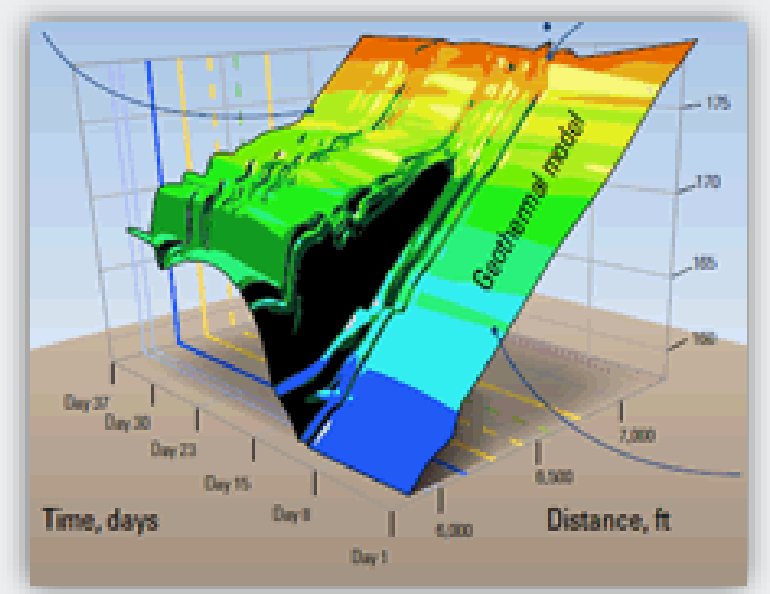 175
170
165
160
Geothermal model
Day 37
Day 30
Day 23
Day 15
Day 8
Day 1
7,000
6,500
6,000
Time, days
Distance, ft